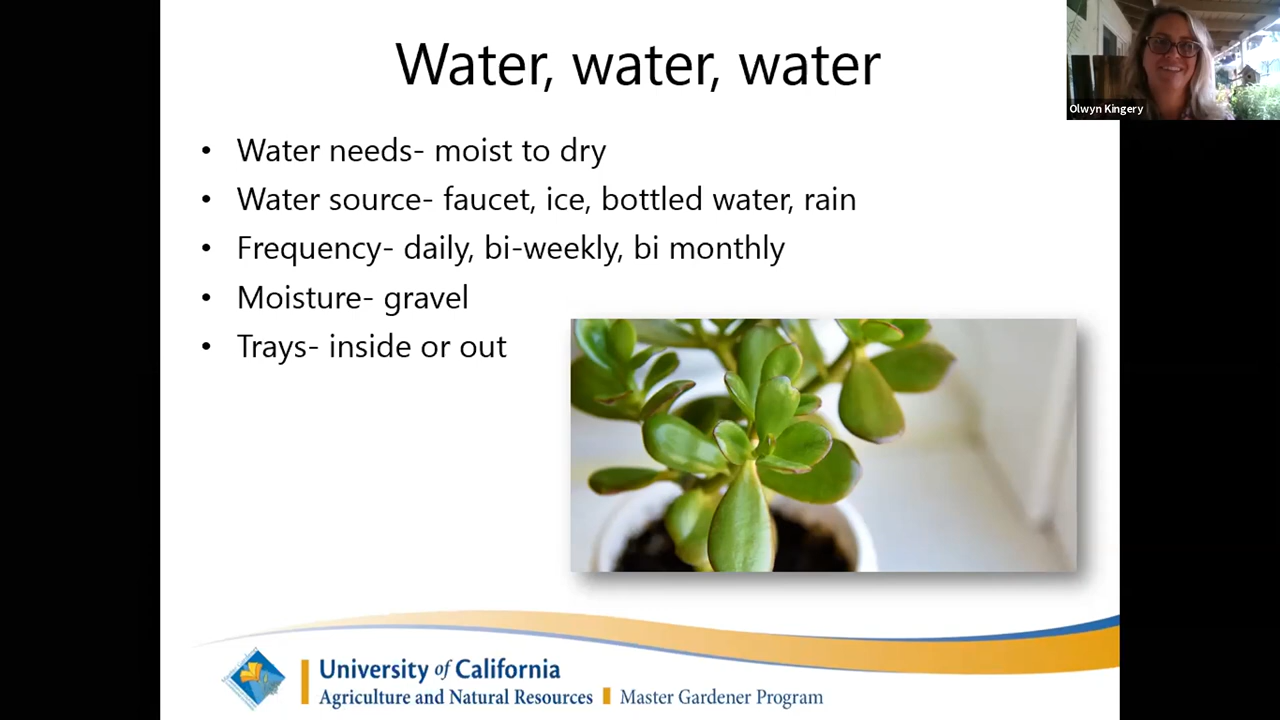 Water, water, water
Olwyn Kingery
• Water needs- moist to dry
• Water source- faucet, ice, bottled water, rain
• Frequency- daily, bi-weekly, bi monthly
• Moisture- gravel
• Trays- inside or out
University of California
Agriculture and Natural Resources Master Gardener Program